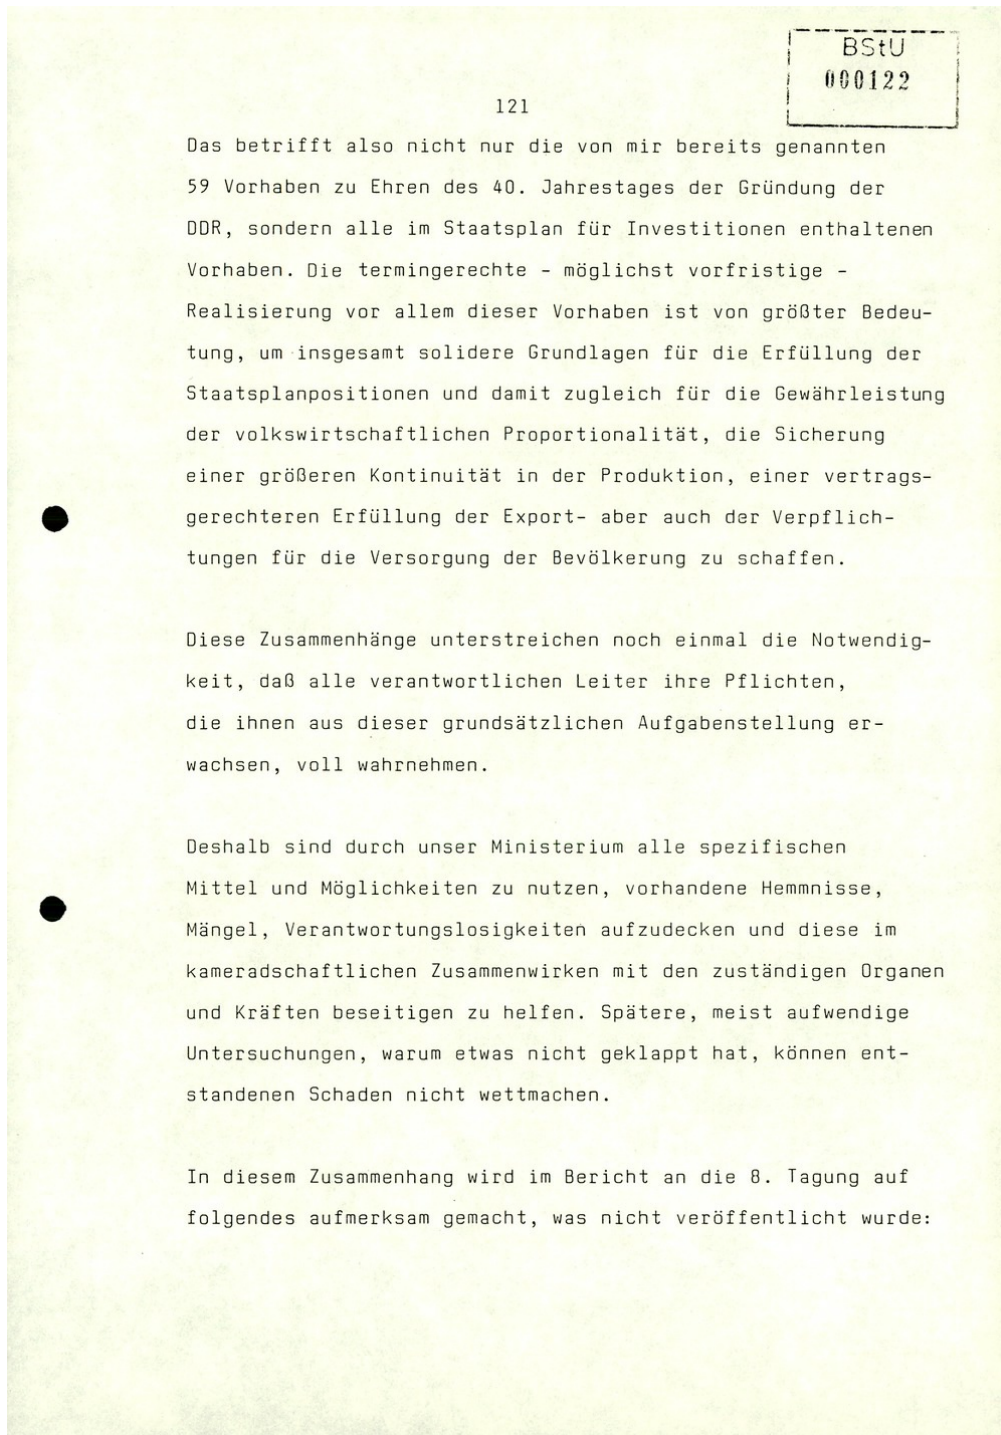 BStU
000122
121
Das betrifft also nicht nur die von mir bereits genannten
59 Vorhaben zu Ehren des 40. Jahrestages der Gründung der
DDR, sondern alle im Staatsplan für Investitionen enthaltenen
Vorhaben. Die termingerechte - möglichst vorfristige -
Realisierung vor allem dieser Vorhaben ist von größter Bedeu-
tung, um insgesamt solidere Grundlagen für die Erfüllung der
Staatsplanpositionen und damit zugleich für die Gewährleistung
der volkswirtschaftlichen Proportionalität, die Sicherung
einer größeren Kontinuität in der Produktion, einer vertrags-
gerechteren Erfüllung der Export- aber auch der Verpflich-
tungen für die Versorgung der Bevölkerung zu schaffen.
Diese Zusammenhänge unterstreichen noch einmal die Notwendig-
keit, daß alle verantwortlichen Leiter ihre Pflichten,
die ihnen aus dieser grundsätzlichen Aufgabenstellung er-
wachsen, voll wahrnehmen.
Deshalb sind durch unser Ministerium alle spezifischen
Mittel und Möglichkeiten zu nutzen, vorhandene Hemmnisse,
Mängel, Verantwortungslosigkeiten aufzudecken und diese im
kameradschaftlichen Zusammenwirken mit den zuständigen Organen
und Kräften beseitigen zu helfen. Spätere, meist aufwendige
Untersuchungen, warum etwas nicht geklappt hat, können ent-
standenen Schaden nicht wettmachen.
In diesem Zusammenhang wird im Bericht an die 8. Tagung auf
folgendes aufmerksam gemacht, was nicht veröffentlicht wurde: